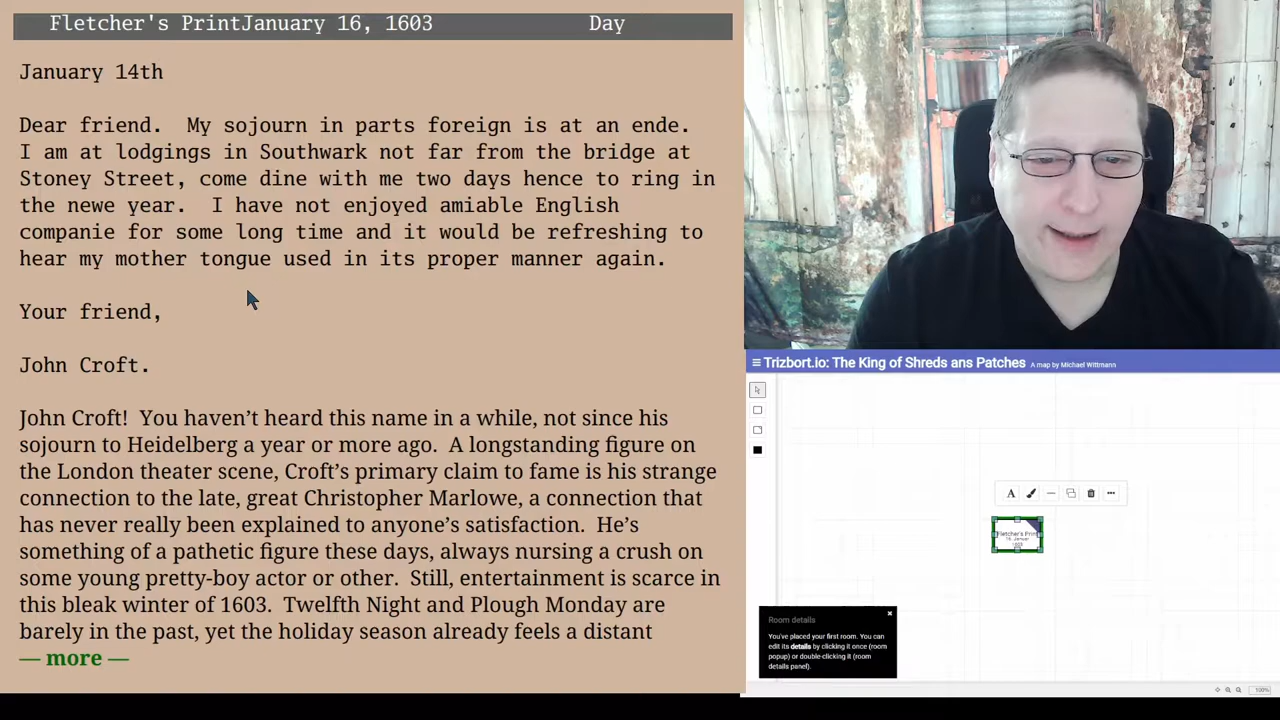 Fletcher's PrintJanuary 16, 1603 Day
January 14th
Dear friend.  My sojourn in parts foreign is at an ende.
I am at lodgings in Southwark not far from the bridge at
Stoney Street, come dine with me two days hence to ring in
the newe year.  I have not enjoyed amiable English
companie for some long time and it would be refreshing to
hear my mother tongue used in its proper manner again.
Your friend,
John Croft.
John Croft!  You haven’t heard this name in a while, not since his
sojourn to Heidelberg a year or more ago.  A longstanding figure on
the London theater scene, Croft’s primary claim to fame is his strange
connection to the late, great Christopher Marlowe, a connection that
has never really been explained to anyone’s satisfaction.  He’s
something of a pathetic figure these days, always nursing a crush on
some young pretty-boy actor or other.  Still, entertainment is scarce in
this bleak winter of 1603.  Twelfth Night and Plough Monday are
barely in the past, yet the holiday season already feels a distant
— more —
Trizbort.io: The King of Shreds ans Patches A map by Michael Wittmann
A
Fletcher's Print
16. Januar
1603
Room details
You've placed your first room. You can
edit its details by clicking it once (room
popup) or double-clicking it (room
details panel).
100%